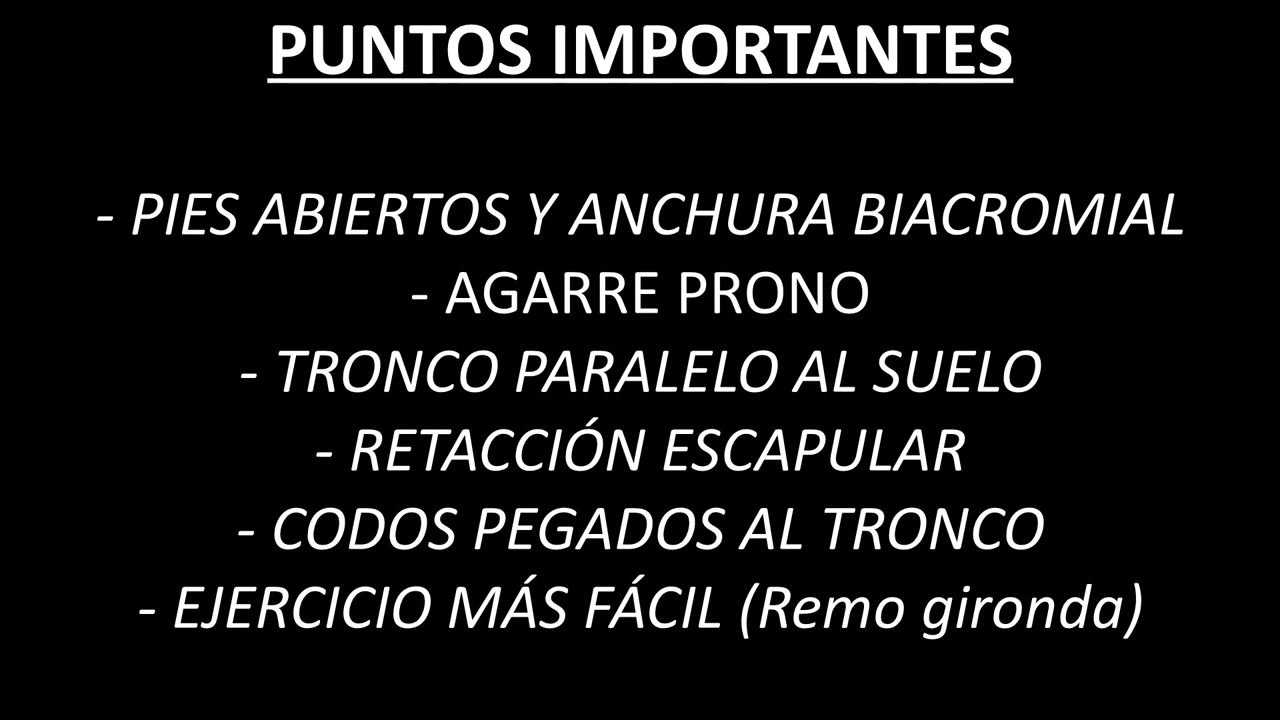 PUNTOS IMPORTANTES
- PIES ABIERTOS Y ANCHURA BIACROMIAL
- AGARRE PRONO
- TRONCO PARALELO AL SUELO
- RETACCIÓN ESCAPULAR
- CODOS PEGADOS AL TRONCO
- EJERCICIO MÁS FÁCIL (Remo gironda)